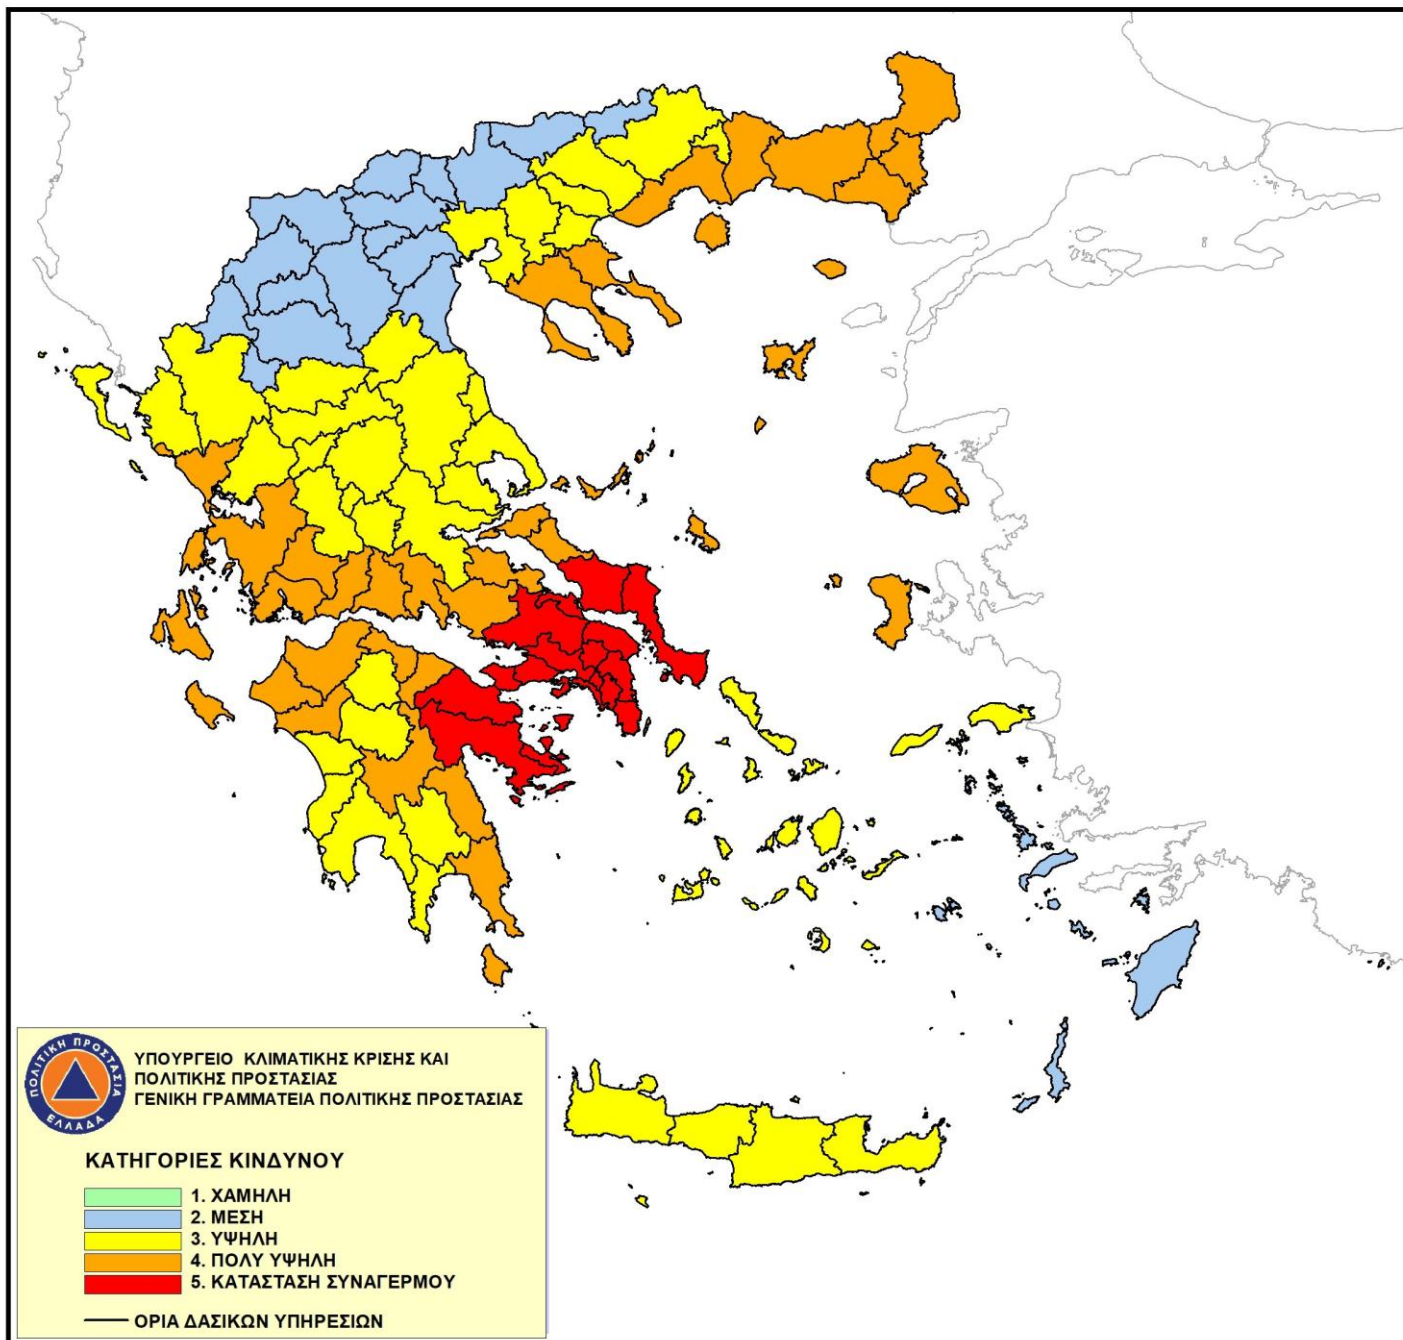 ΠΟΛΙΤΙΚΗ ΠΡΟΣΤΑΣΙΑ
ΕΛΛΑΔΑ
ΥΠΟΥΡΓΕΙΟ ΚΛΙΜΑΤΙΚΗΣ ΚΡΙΣΗΣ ΚΑΙ
ΠΟΛΙΤΙΚΗΣ ΠΡΟΣΤΑΣΙΑΣ
ΓΕΝΙΚΗ ΓΡΑΜΜΑΤΕΙΑ ΠΟΛΙΤΙΚΗΣ ΠΡΟΣΤΑΣΙΑΣ
ΚΑΤΗΓΟΡΙΕΣ ΚΙΝΔΥΝΟΥ
1. ΧΑΜΗΛΗ
2. ΜΕΣΗ
3. ΥΨΗΛΗ
4. ΠΟΛΥ ΥΨΗΛΗ
5. ΚΑΤΑΣΤΑΣΗ ΣΥΝΑΓΕΡΜΟΥ
ΟΡΙΑ ΔΑΣΙΚΩΝ ΥΠΗΡΕΣΙΩΝ